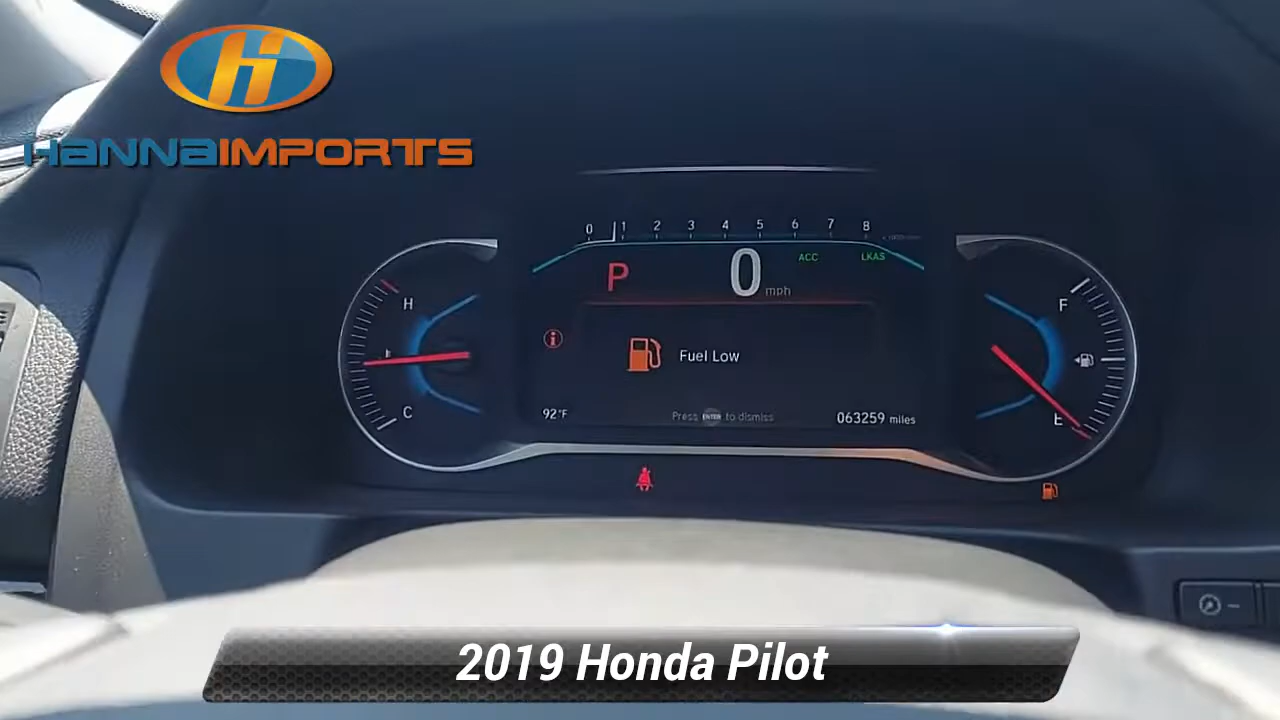 H
HANNAIMPORTS
0 1 2 3 4 5 6 7 8
P 0 mph ACC LKAS
H
F
Fuel Low
C
E
92°F
Press ENTER to dismiss
063259 miles
2019 Honda Pilot